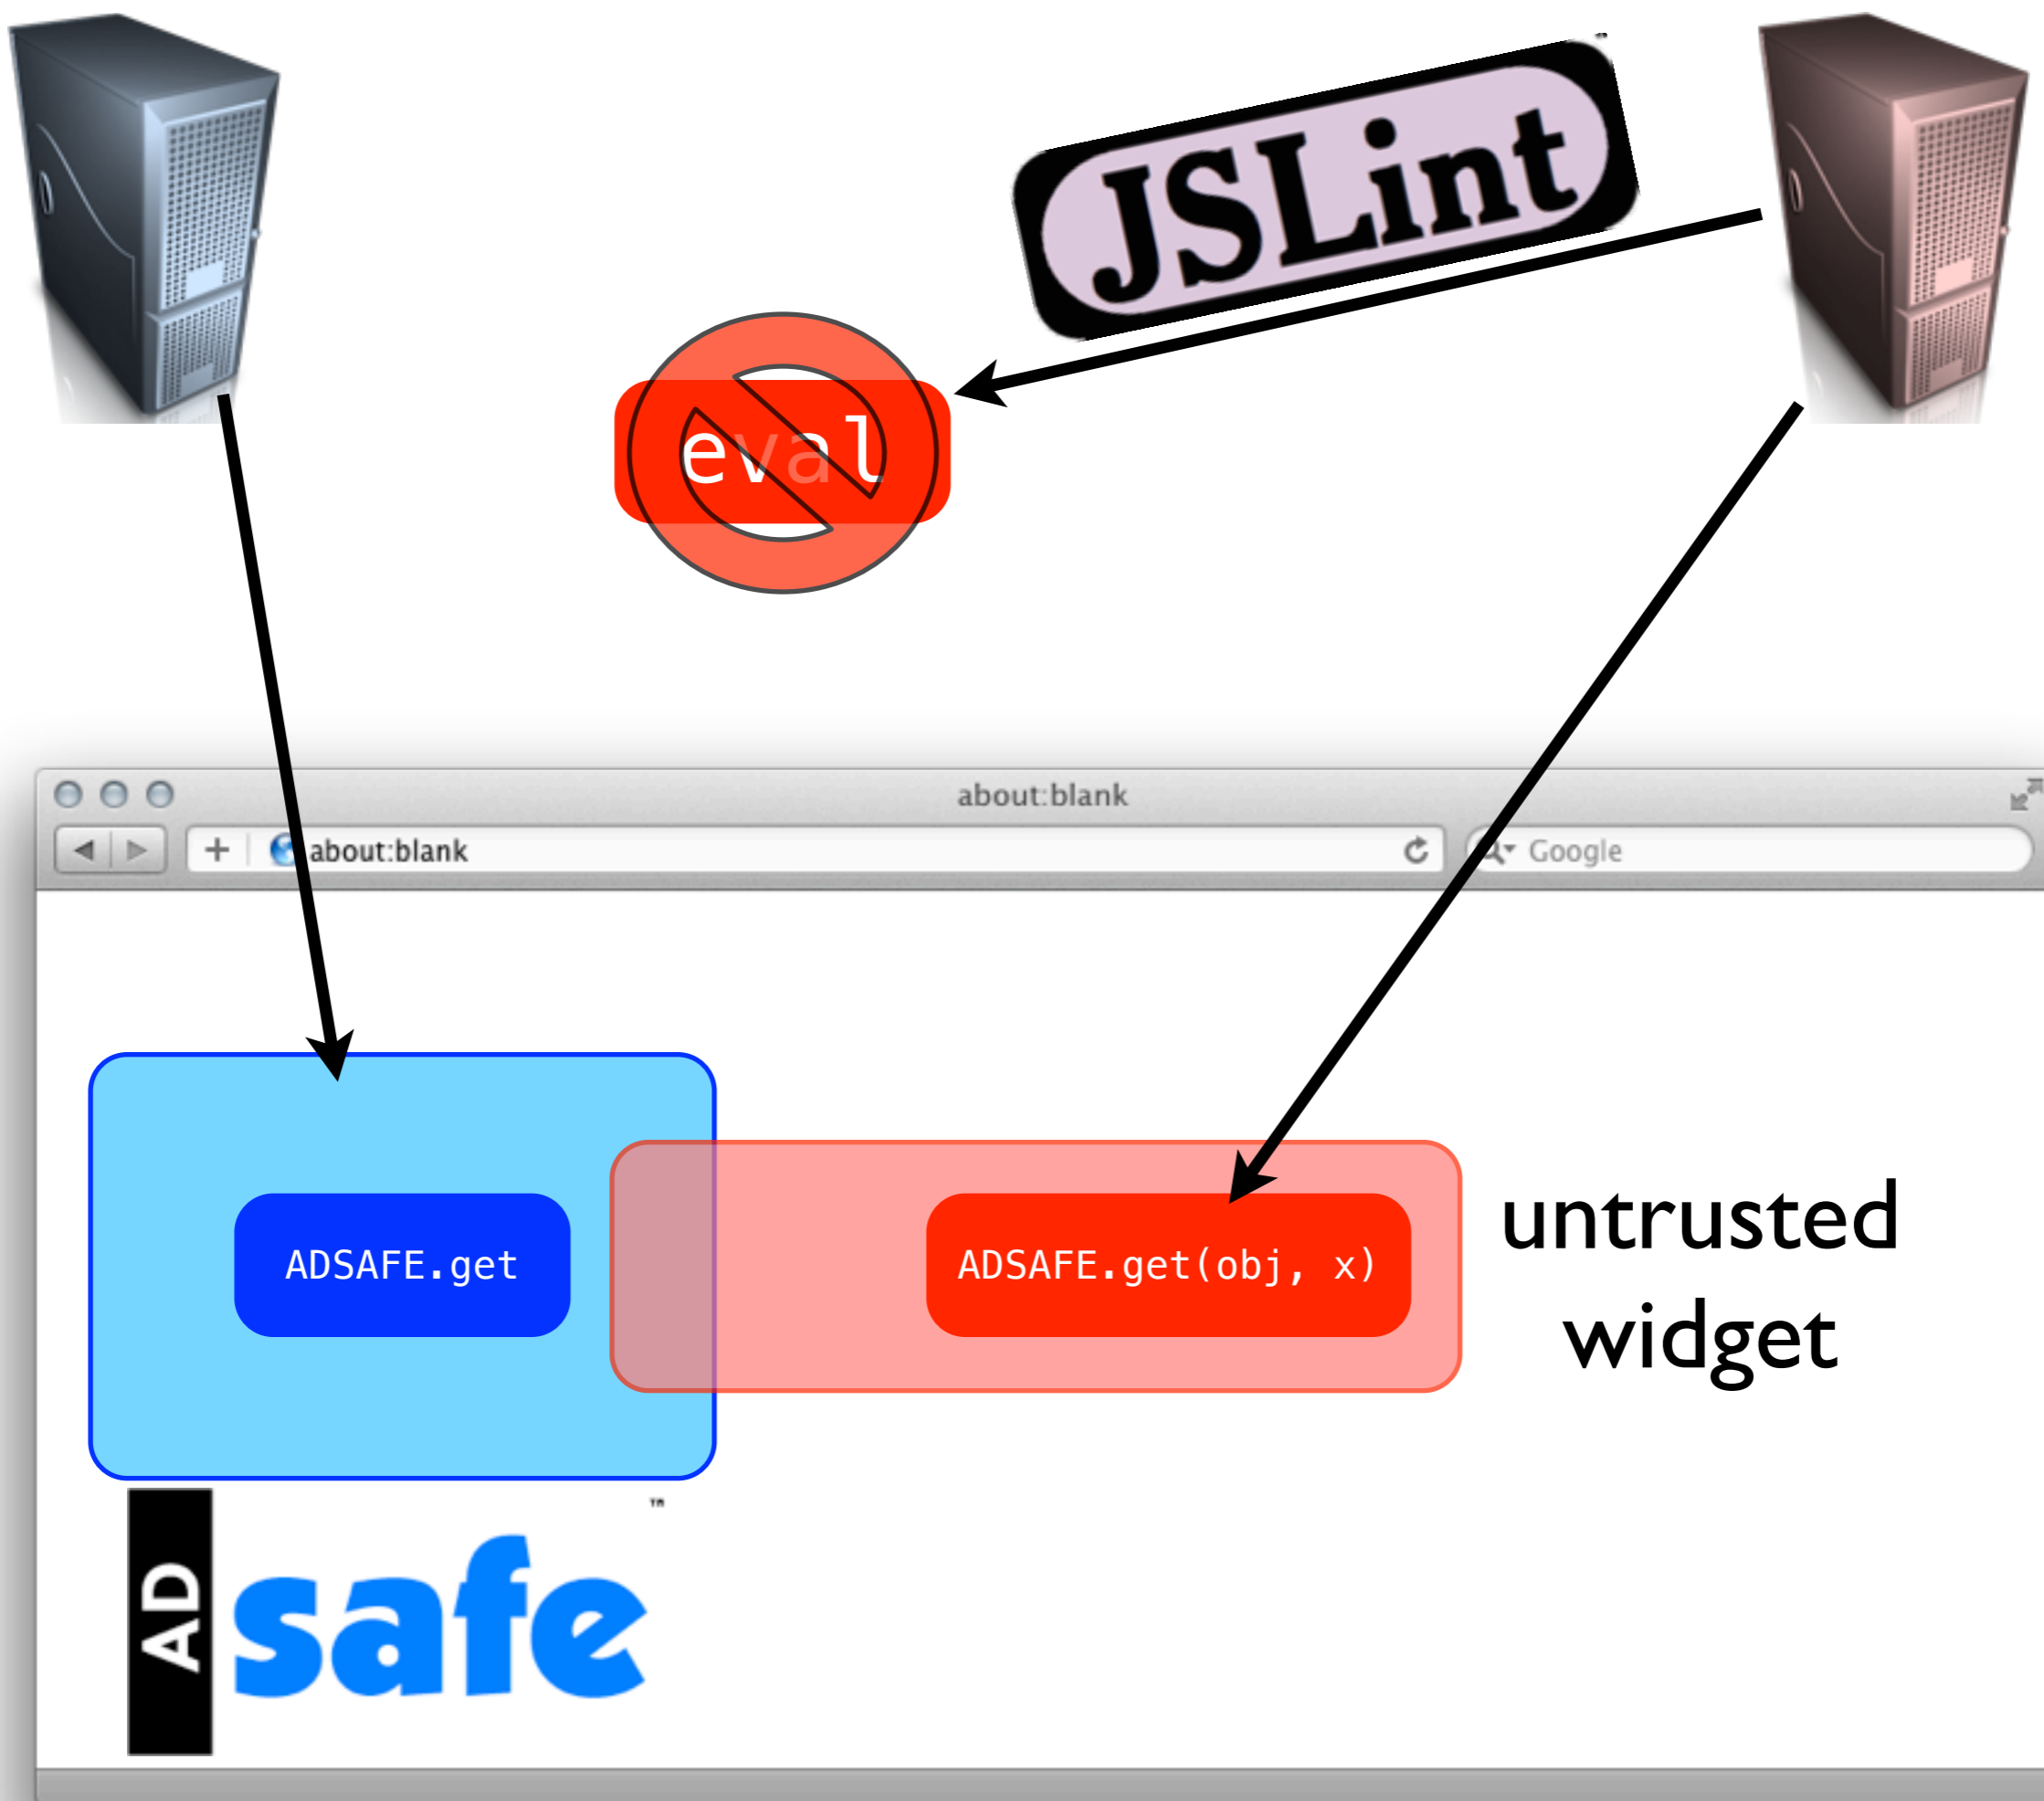 JSLint
eval
about:blank
about:blank
Google
ADSAFE.get
ADSAFE.get(obj, x)
untrusted
widget
AD
safe
™